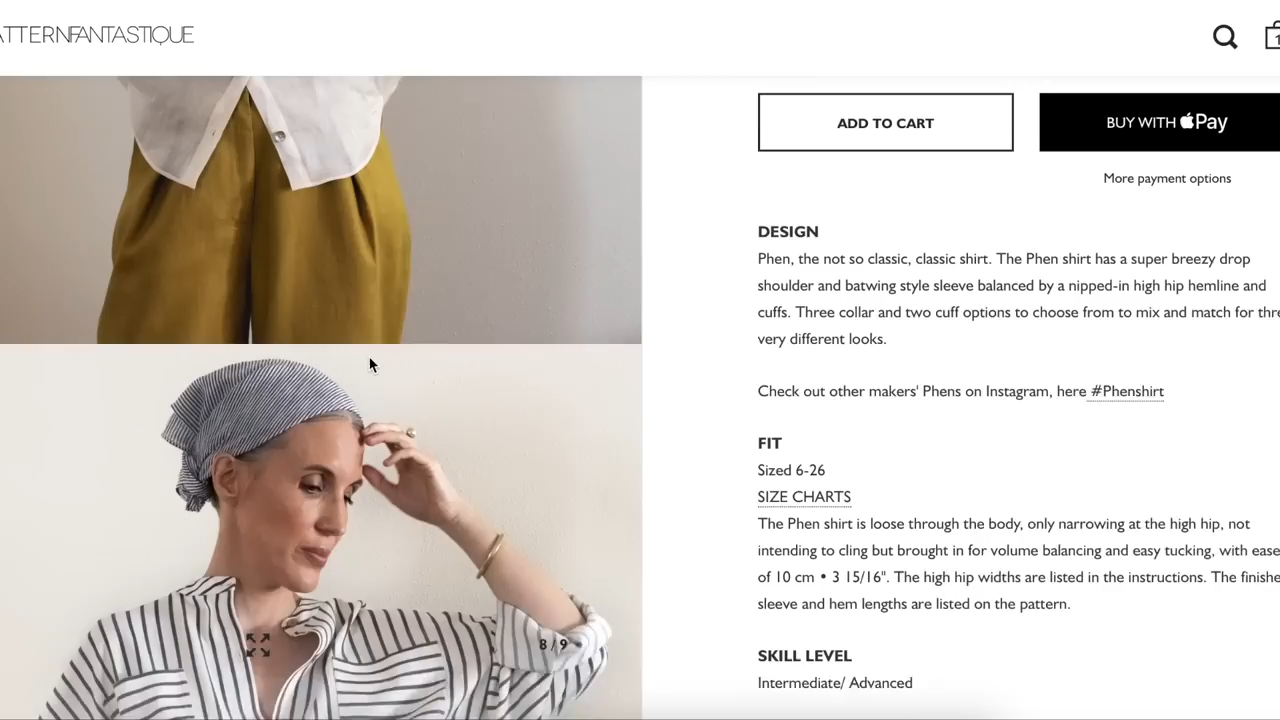 ATTERNFANTASTIQUE
1
ADD TO CART
BUY WITH Pay
More payment options
DESIGN
Phen, the not so classic, classic shirt. The Phen shirt has a super breezy drop
shoulder and batwing style sleeve balanced by a nipped-in high hip hemline and
cuffs. Three collar and two cuff options to choose from to mix and match for thre
very different looks.
Check out other makers' Phens on Instagram, here #Phenshirt
FIT
Sized 6-26
SIZE CHARTS
The Phen shirt is loose through the body, only narrowing at the high hip, not
intending to cling but brought in for volume balancing and easy tucking, with ease
of 10 cm • 3 15/16". The high hip widths are listed in the instructions. The finishe
sleeve and hem lengths are listed on the pattern.
8 / 9
SKILL LEVEL
Intermediate/ Advanced